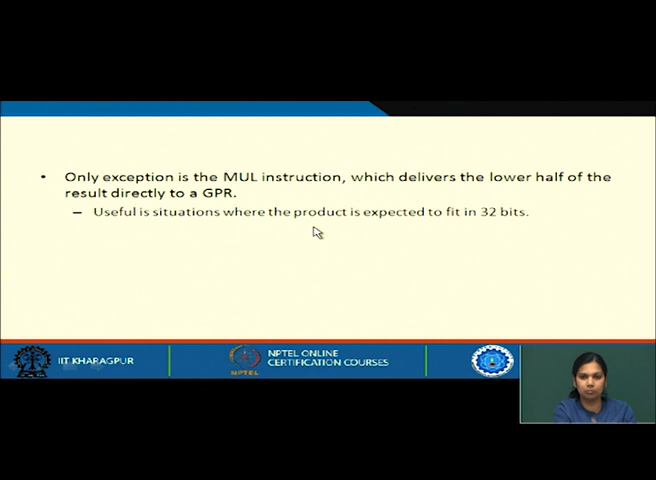 • Only exception is the MUL instruction, which delivers the lower half of the
result directly to a GPR.
– Useful is situations where the product is expected to fit in 32 bits.
IIT KHARAGPUR
NPTEL ONLINE
CERTIFICATION COURSES
NPTEL